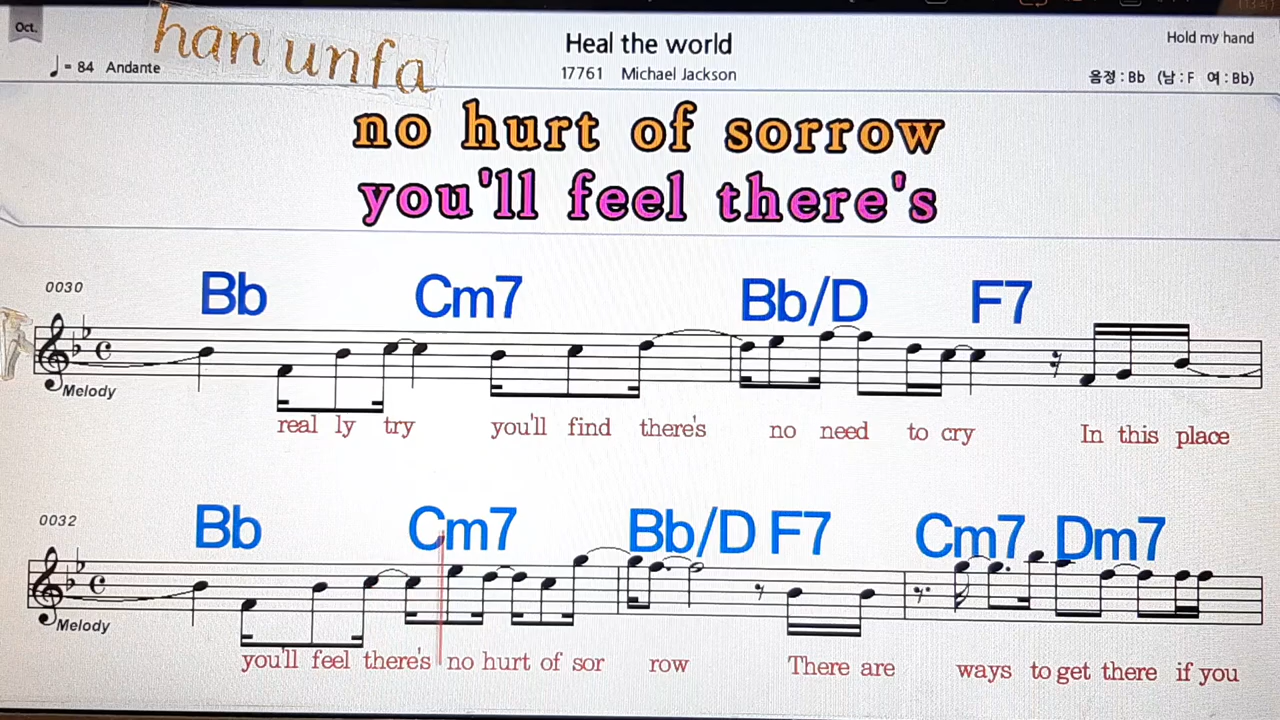 Oct.
han unfa
♩= 84 Andante
Heal the world
17761 Michael Jackson
Hold my hand
음정 : Bb (남 : F 여 : Bb)
no hurt of sorrow
you'll feel there's
0030
Bb Cm7 Bb/D F7
Melody
real ly try you'll find there's no need to cry In this place
0032
Bb Cm7 Bb/D F7 Cm7 Dm7
Melody
you'll feel there's no hurt of sor row There are ways to get there if you